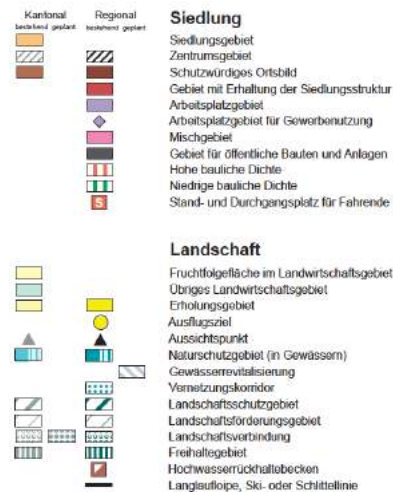 Kantonal Regional
bestehend geplant bestehend geplant
Siedlung
Siedlungsgebiet
Zentrumsgebiet
Schutzwürdiges Ortsbild
Gebiet mit Erhaltung der Siedlungsstruktur
Arbeitsplatzgebiet
Arbeitsplatzgebiet für Gewerbenutzung
Mischgebiet
Gebiet für öffentliche Bauten und Anlagen
Hohe bauliche Dichte
Niedrige bauliche Dichte
S Stand- und Durchgangsplatz für Fahrende
Landschaft
Fruchtfolgefläche im Landwirtschaftsgebiet
Übriges Landwirtschaftsgebiet
Erholungsgebiet
Ausflugsziel
Aussichtspunkt
Naturschutzgebiet (in Gewässern)
Gewässerrevitalisierung
Vernetzungskorridor
Landschaftsschutzgebiet
Landschaftsförderungsgebiet
Landschaftsverbindung
Freihaltegebiet
Hochwasserrückhaltebecken
Langlaufloipe, Ski- oder Schlittellinie